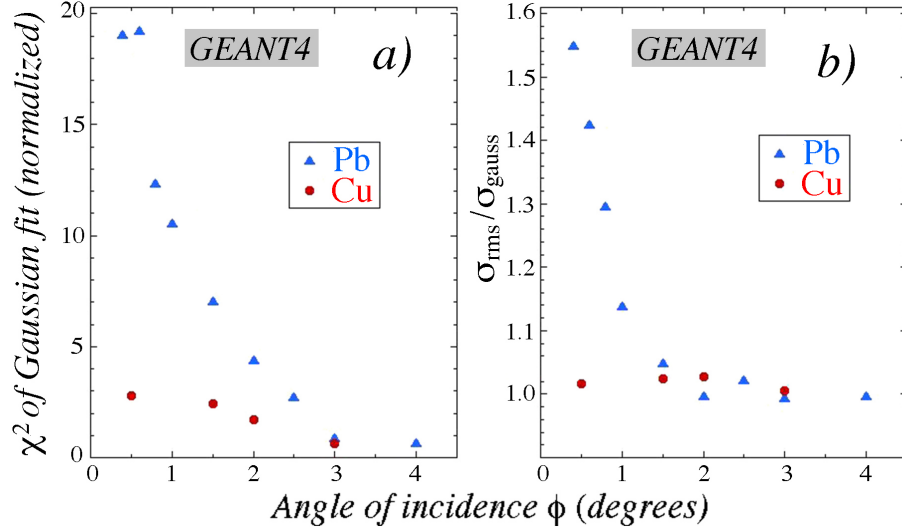 χ² of Gaussian fit (normalized)
20
15
10
5
0
GEANT4
a)
Pb
Cu
0 1 2 3 4
σrms/σgauss
1.6
1.5
1.4
1.3
1.2
1.1
1.0
GEANT4
b)
Pb
Cu
0 1 2 3 4
Angle of incidence ϕ (degrees)